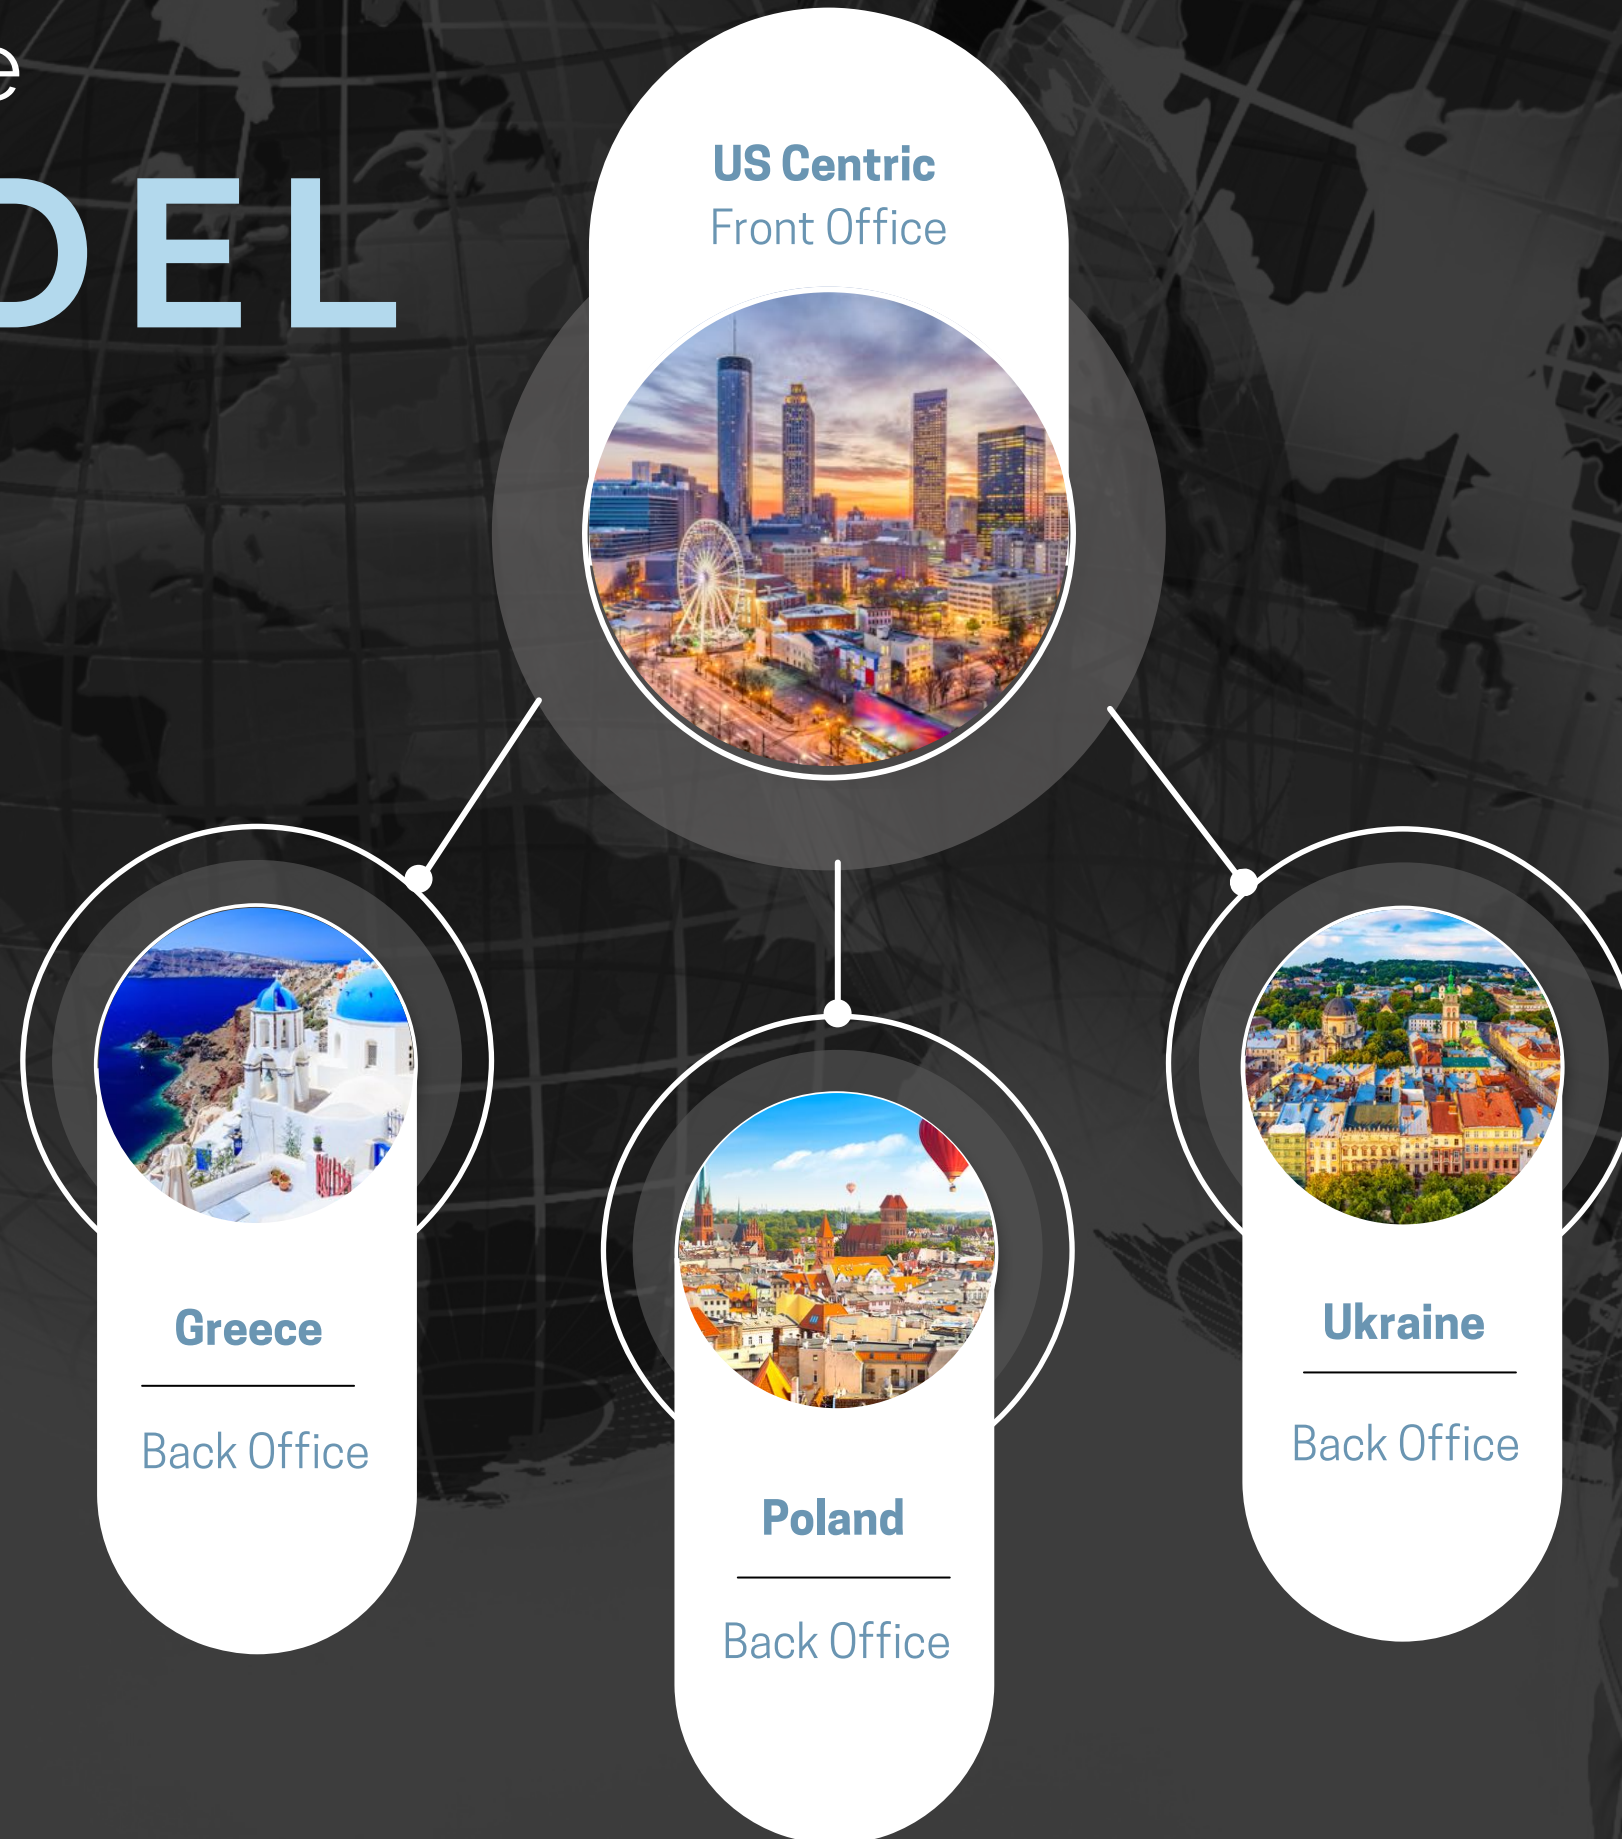 e
DEL
US Centric
Front Office
Greece
Back Office
Poland
Back Office
Ukraine
Back Office